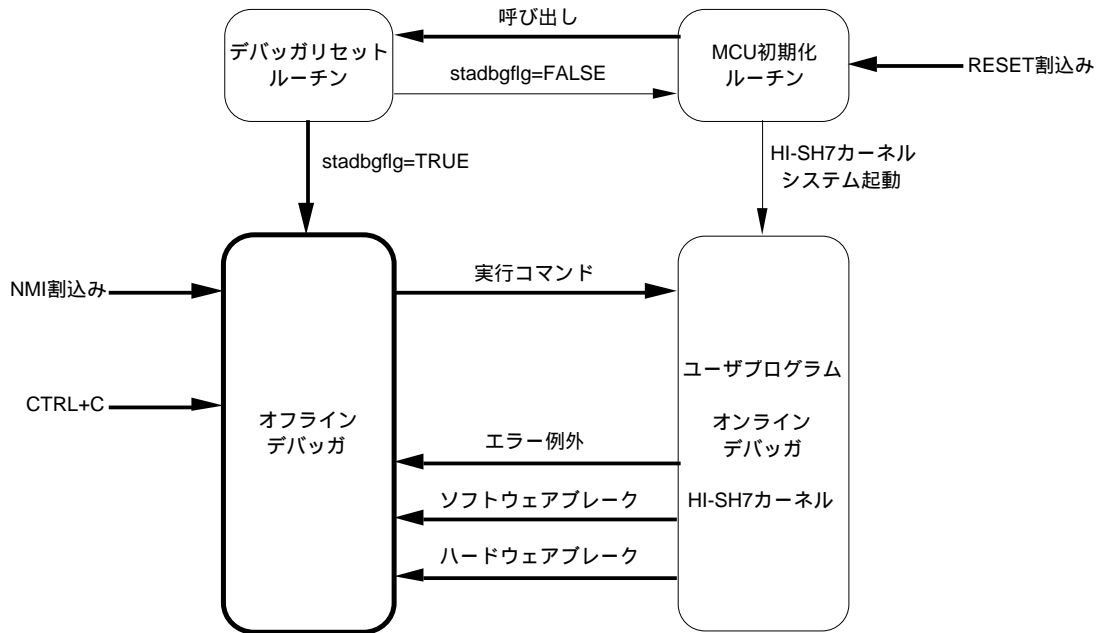 呼び出し
デバッガリセット
ルーチン
MCU初期化
ルーチン
stadbgflg=FALSE
RESET割込み
stadbgflg=TRUE
HI-SH7カーネル
システム起動
実行コマンド
NMI割込み
ユーザプログラム
CTRL+C
オフライン
デバッガ
オンライン
デバッガ
エラー例外
ソフトウェアブレーク
HI-SH7カーネル
ハードウェアブレーク